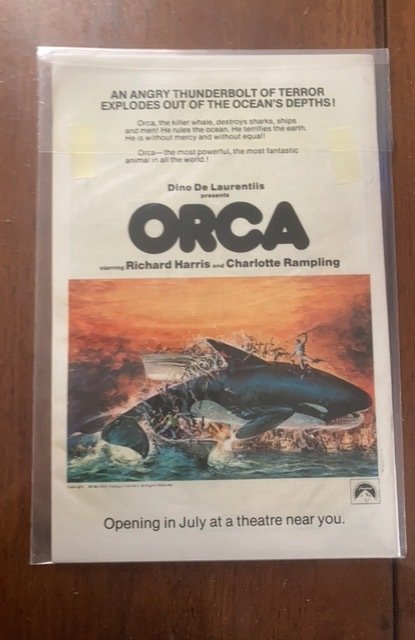 AN ANGRY THUNDERBOLT OF TERROR
EXPLODES OUT OF THE OCEAN'S DEPTHS!
Orca, the killer whale, destroys sharks, ships
and men! He rules the ocean. He terrifies the earth.
He is without mercy and without equal!
Orca—the most powerful, the most fantastic
animal in all the world.!
Dino De Laurentiis
presents
ORCA
starring Richard Harris and Charlotte Rampling
Opening in July at a theatre near you.